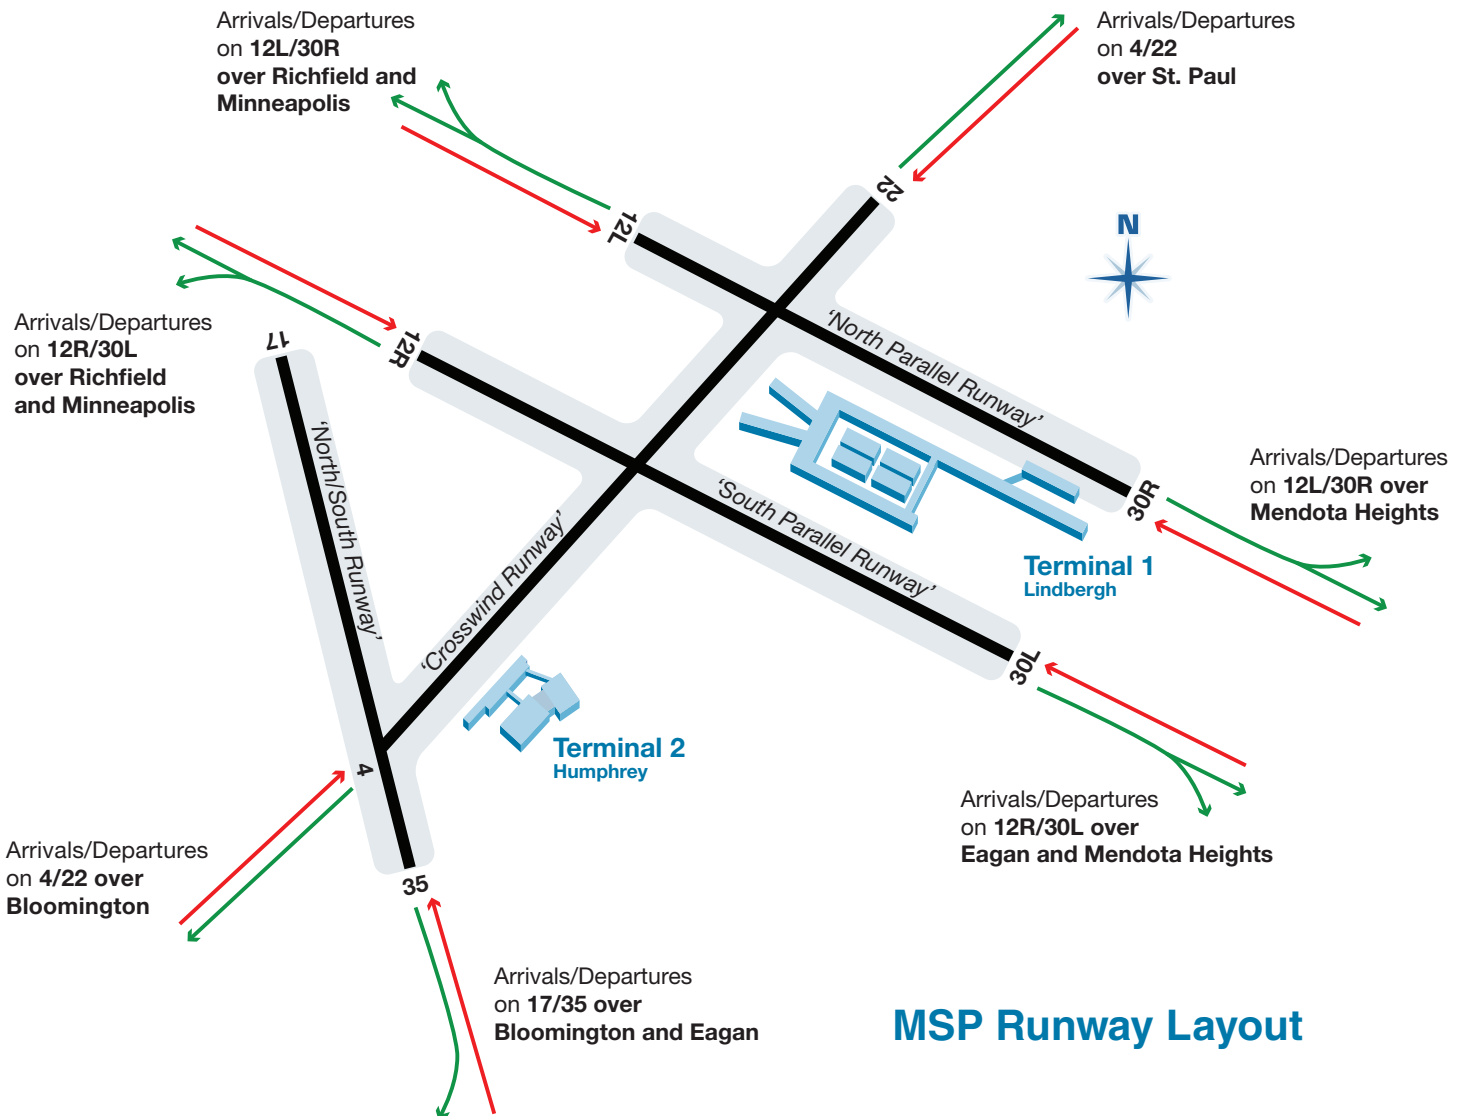 Arrivals/Departures
on 12L/30R
over Richfield and
Minneapolis
Arrivals/Departures
on 4/22
over St. Paul
22
12L
N
Arrivals/Departures
on 12R/30L
over Richfield
and Minneapolis
17
12R
'North Parallel Runway'
'North/South Runway'
'South Parallel Runway'
'Crosswind Runway'
30R
Arrivals/Departures
on 12L/30R over
Mendota Heights
Terminal 1
Lindbergh
30L
Terminal 2
Humphrey
4
Arrivals/Departures
on 12R/30L over
Eagan and Mendota Heights
Arrivals/Departures
on 4/22 over
Bloomington
35
Arrivals/Departures
on 17/35 over
Bloomington and Eagan
MSP Runway Layout